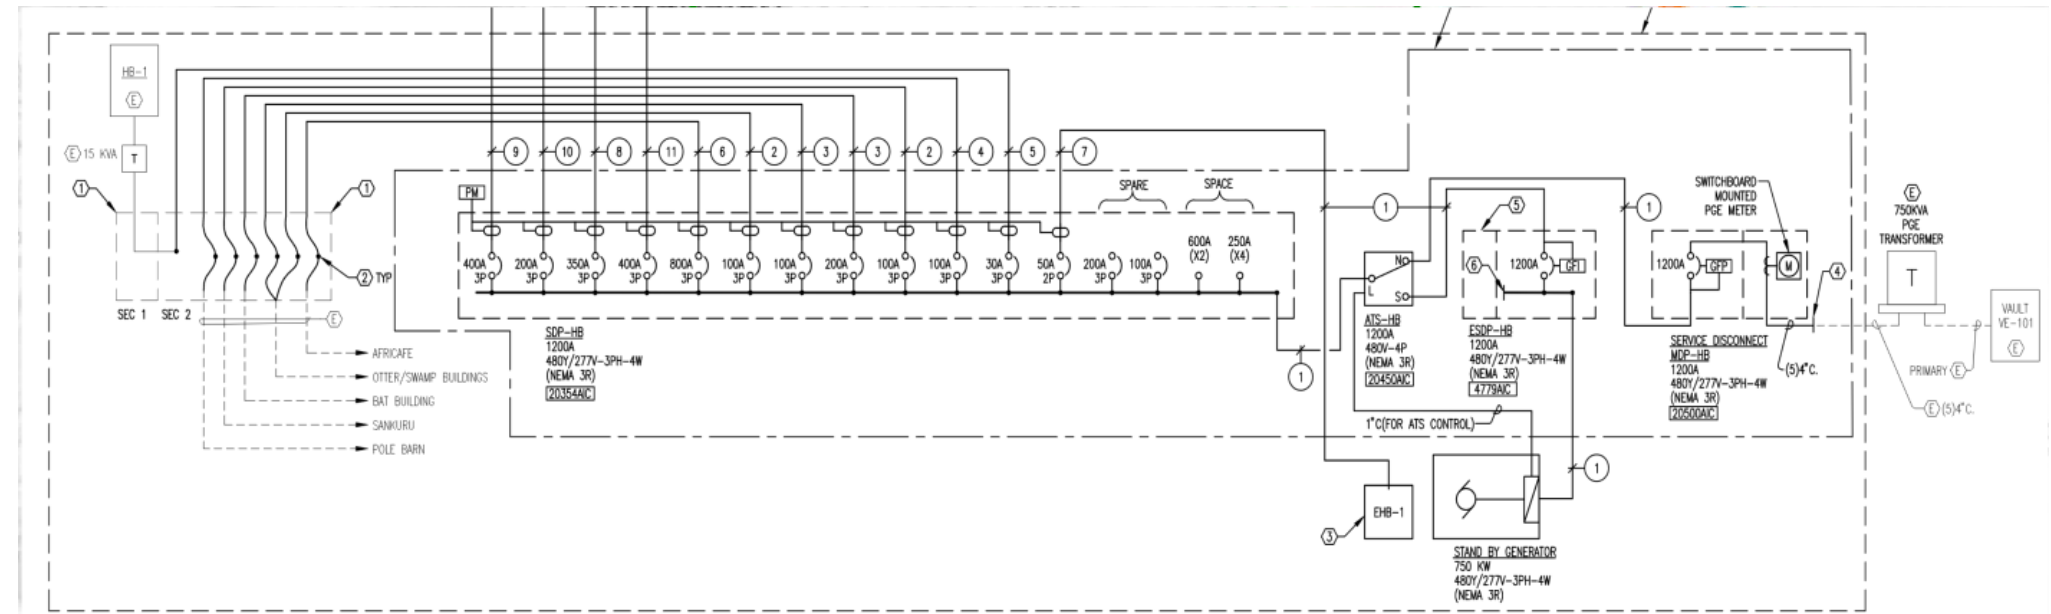 HB-1
E
E 15 KVA
T
1
1
2 TYP
SEC 1 SEC 2
E
AFRICAFE
OTTER/SWAMP BUILDINGS
BAT BUILDING
SANKURU
POLE BARN
9 10 8 11 6 2 3 3 2 4 5 7
PM
SPARE
SPACE
400A
3P
200A
3P
350A
3P
400A
3P
800A
3P
100A
3P
100A
3P
200A
3P
100A
3P
100A
3P
30A
3P
50A
2P
200A
3P
100A
3P
600A
(X2)
250A
(X4)
SDP-HB
1200A
480Y/277V-3PH-4W
(NEMA 3R)
20354AIC
1
1
N
L
S
ATS-HB
1200A
480V-4P
(NEMA 3R)
20450AIC
1"C(FOR ATS CONTROL)
5
6
1200A
GFI
ESDP-HB
1200A
480Y/277V-3PH-4W
(NEMA 3R)
4779AIC
1
SWITCHBOARD
MOUNTED
PGE METER
1200A
GFP
M
4
SERVICE DISCONNECT
MDP-HB
1200A
480Y/277V-3PH-4W
(NEMA 3R)
20500AIC
(5)4"C.
E
750KVA
PGE
TRANSFORMER
T
VAULT
VE-101
E
PRIMARY E
E (5)4"C.
EHB-1
3
1
STAND BY GENERATOR
750 KW
480Y/277V-3PH-4W
(NEMA 3R)